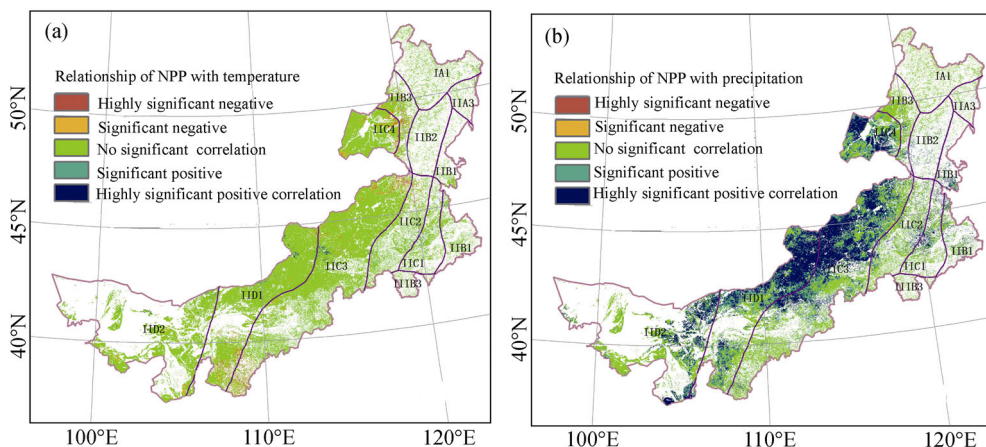 (a)
Relationship of NPP with temperature
Highly significant negative
Significant negative
No significant correlation
Significant positive
Highly significant positive correlation
IA1
IIA3
IIB3
IIC4
IIB2
IIB1
IIC2
IIB1
IIC1
IIIB3
IIC3
IID1
IID2
50°N
45°N
40°N
100°E
110°E
120°E
(b)
Relationship of NPP with precipitation
Highly significant negative
Significant negative
No significant correlation
Significant positive
Highly significant positive correlation
IA1
IIA3
IIB3
IIC4
IIB2
IIB1
IIC2
IIB1
IIC1
IIIB3
IIC3
IID1
IID2
50°N
45°N
40°N
100°E
110°E
120°E